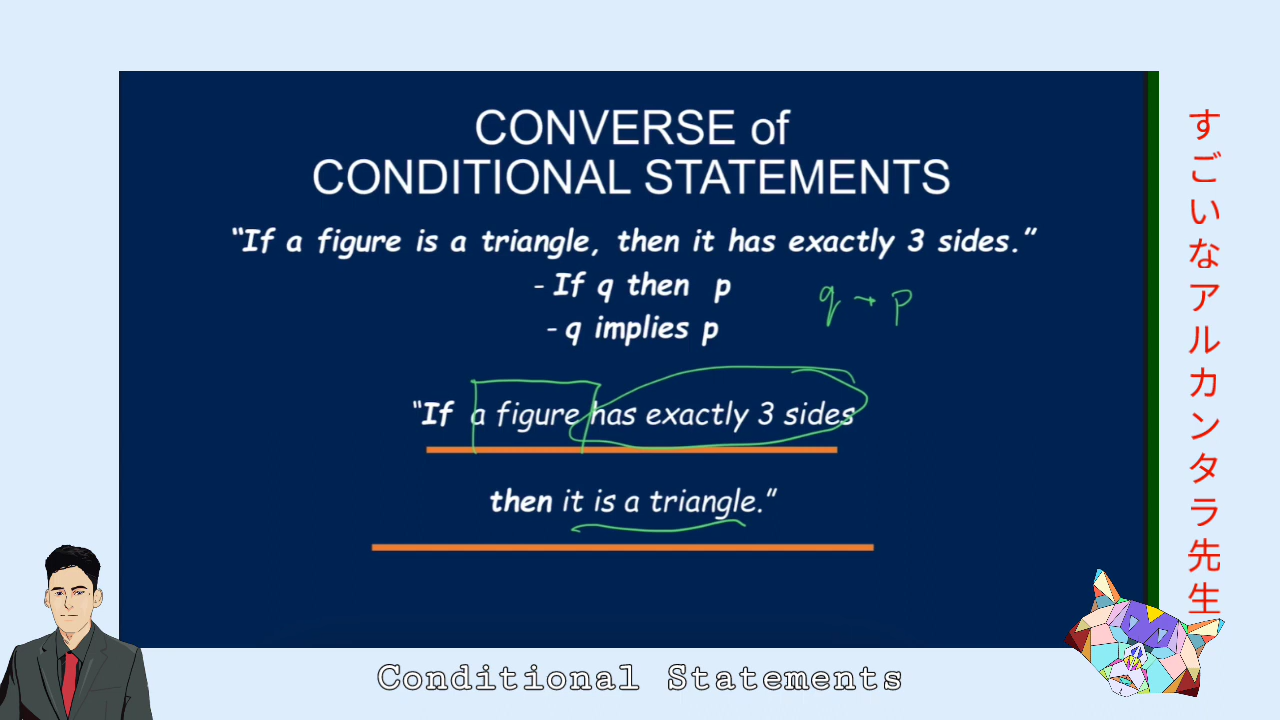 CONVERSE of
CONDITIONAL STATEMENTS
“If a figure is a triangle, then it has exactly 3 sides.”
- If q then p
- q implies p
q → p
“If a figure has exactly 3 sides
then it is a triangle.”
Conditional Statements
すごいなアルカンタラ先生